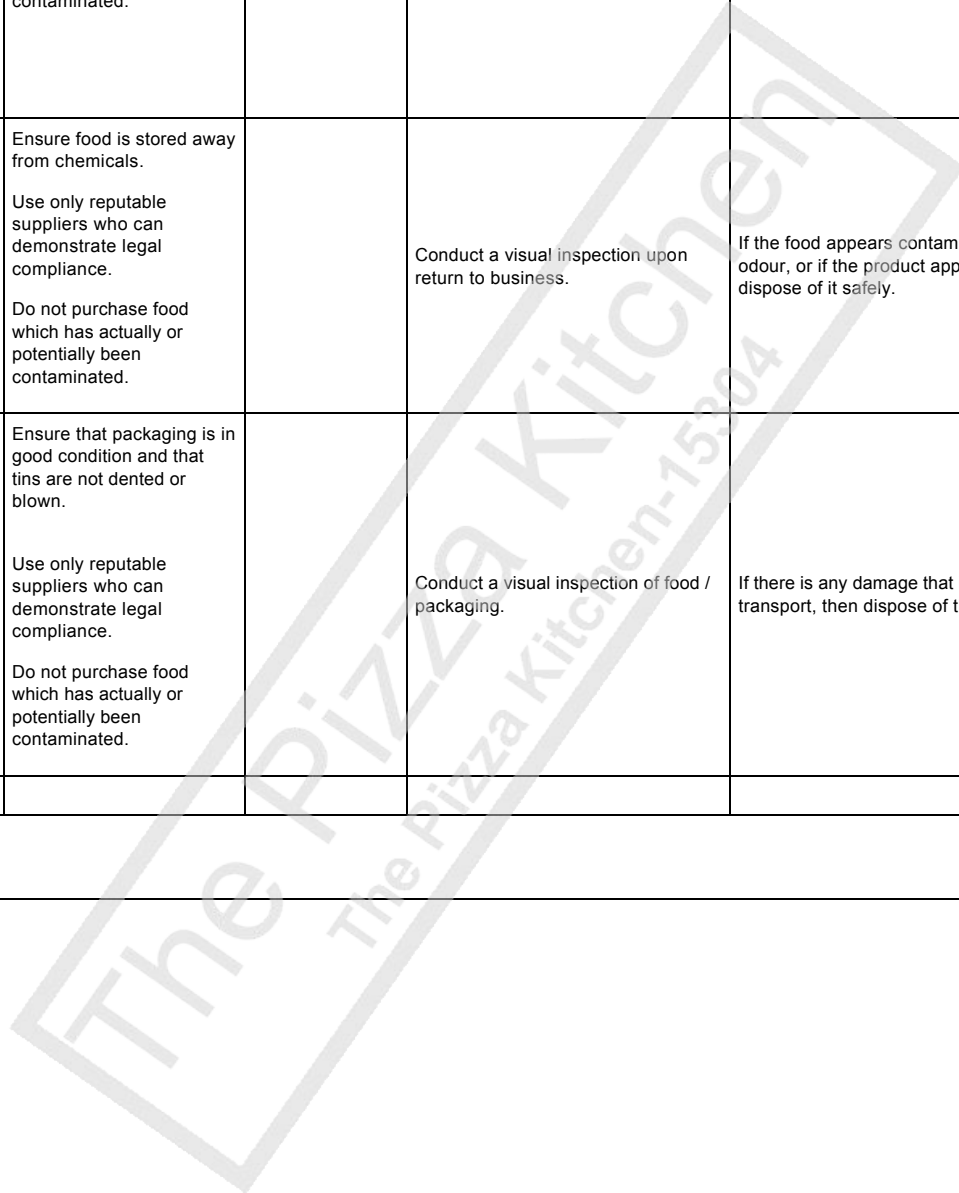 contaminated.
Ensure food is stored away
from chemicals.
Use only reputable
suppliers who can
demonstrate legal
compliance.
Do not purchase food
which has actually or
potentially been
contaminated.
Conduct a visual inspection upon
return to business.
If the food appears contam
odour, or if the product app
dispose of it safely.
Ensure that packaging is in
good condition and that
tins are not dented or
blown.
Use only reputable
suppliers who can
demonstrate legal
compliance.
Do not purchase food
which has actually or
potentially been
contaminated.
Conduct a visual inspection of food /
packaging.
If there is any damage that
transport, then dispose of t
The Pizza Kitchen
The Pizza Kitchen-15304